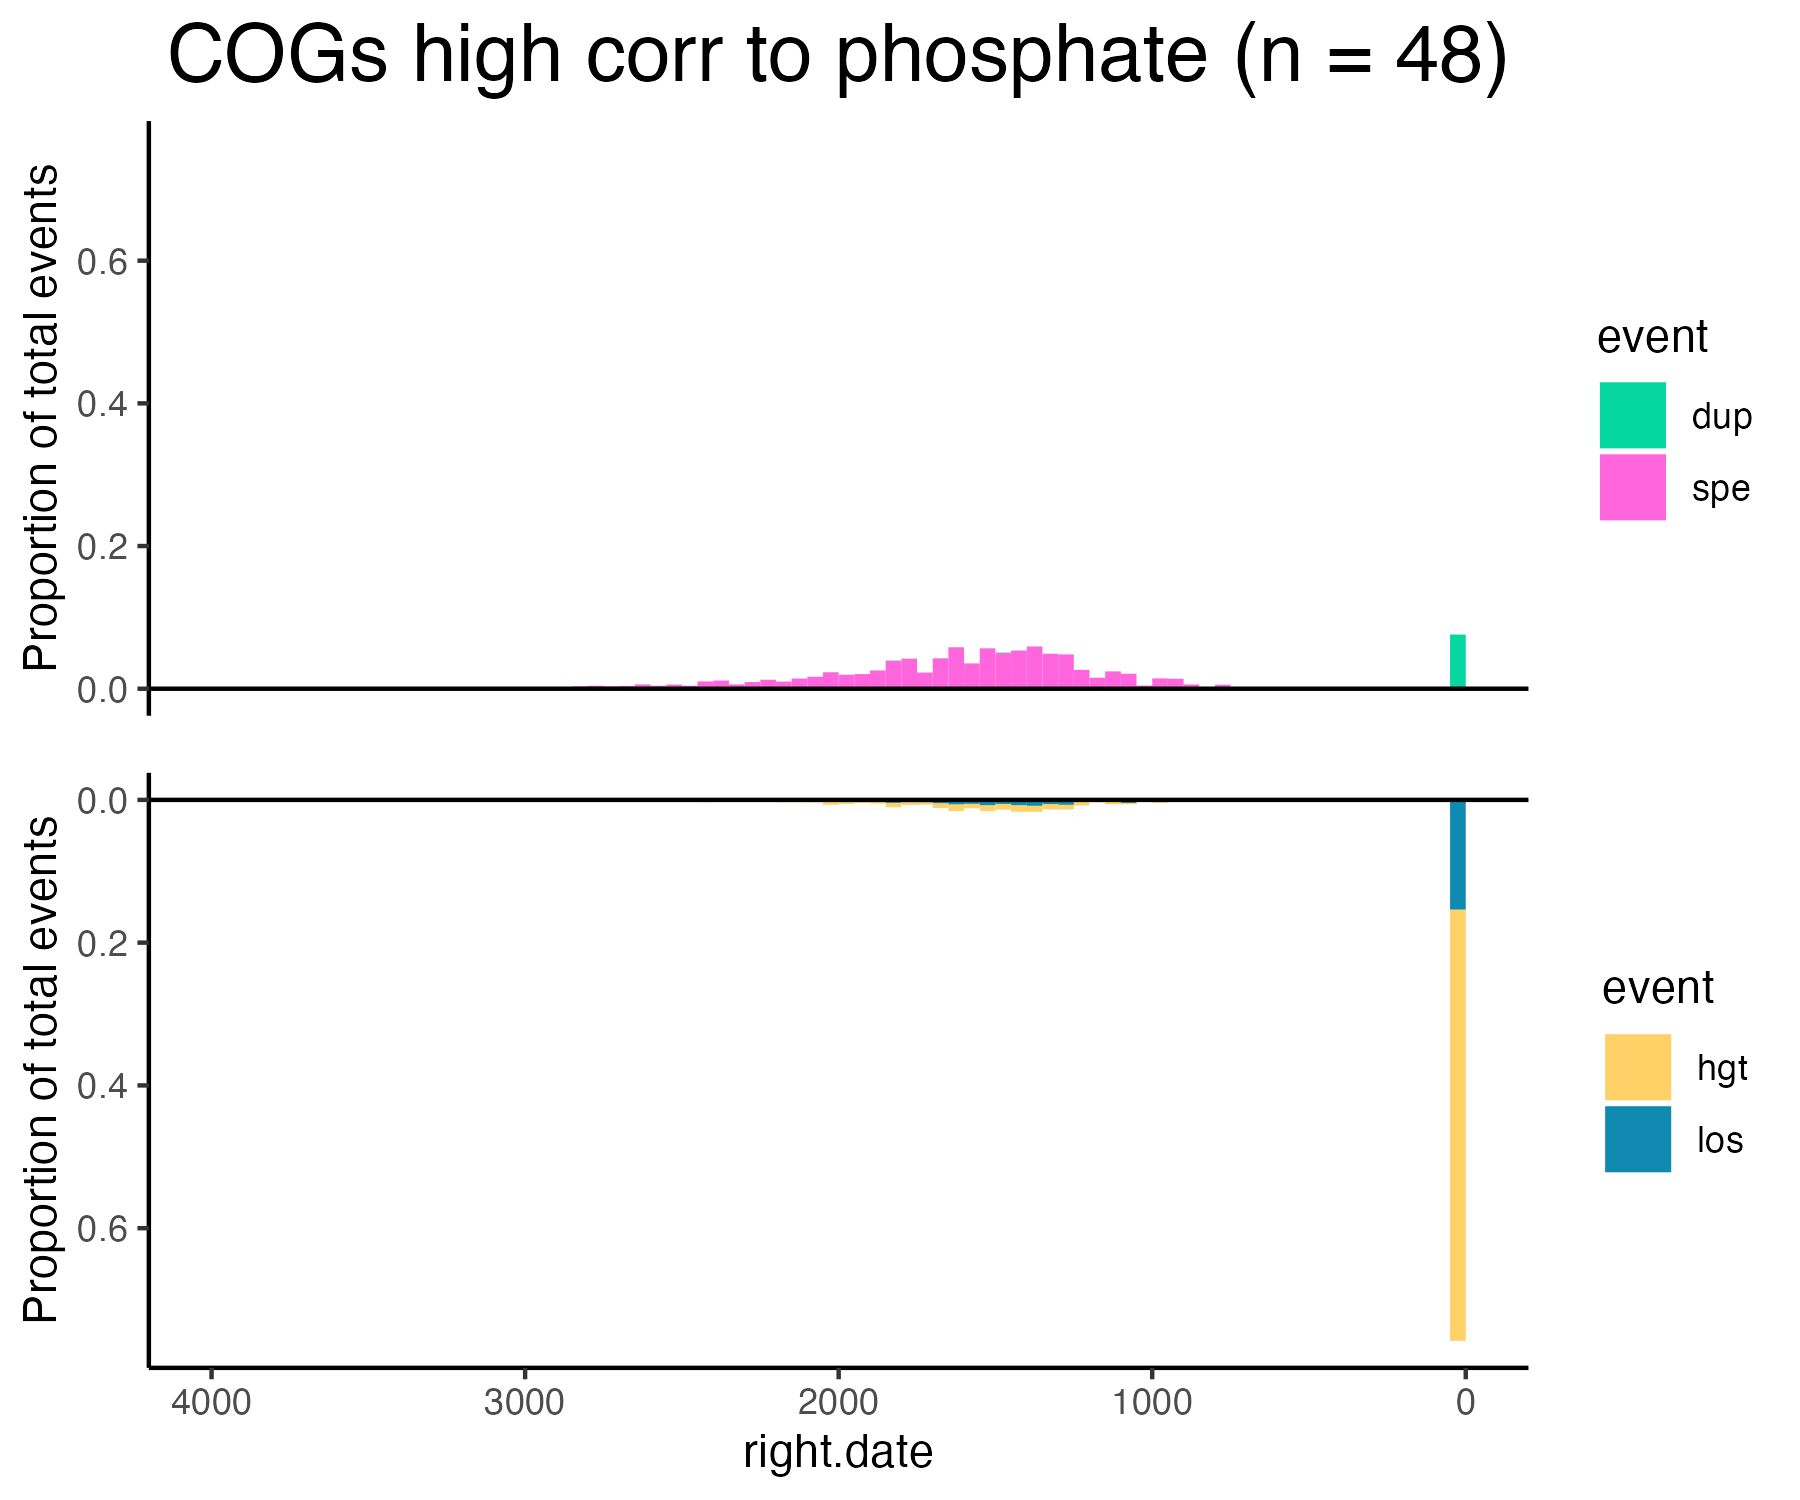 COGs high corr to phosphate (n = 48)
Proportion of total events
0.6
0.4
0.2
0.0
event
dup
spe
Proportion of total events
0.0
0.2
0.4
0.6
event
hgt
los
4000 3000 2000 1000 0
right.date